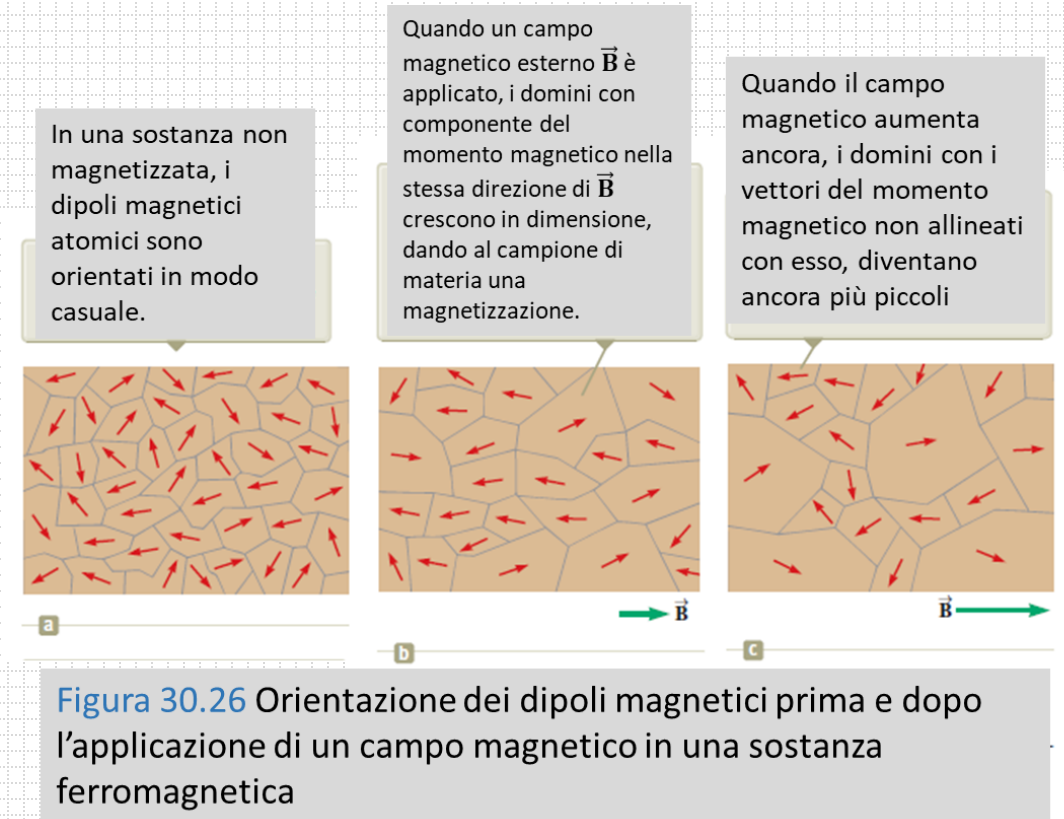 In una sostanza non
magnetizzata, i
dipoli magnetici
atomici sono
orientati in modo
casuale.
Quando un campo
magnetico esterno B⃗ è
applicato, i domini con
componente del
momento magnetico nella
stessa direzione di B⃗
crescono in dimensione,
dando al campione di
materia una
magnetizzazione.
Quando il campo
magnetico aumenta
ancora, i domini con i
vettori del momento
magnetico non allineati
con esso, diventano
ancora più piccoli
B⃗
B⃗
a
b
c
Figura 30.26 Orientazione dei dipoli magnetici prima e dopo
l’applicazione di un campo magnetico in una sostanza
ferromagnetica